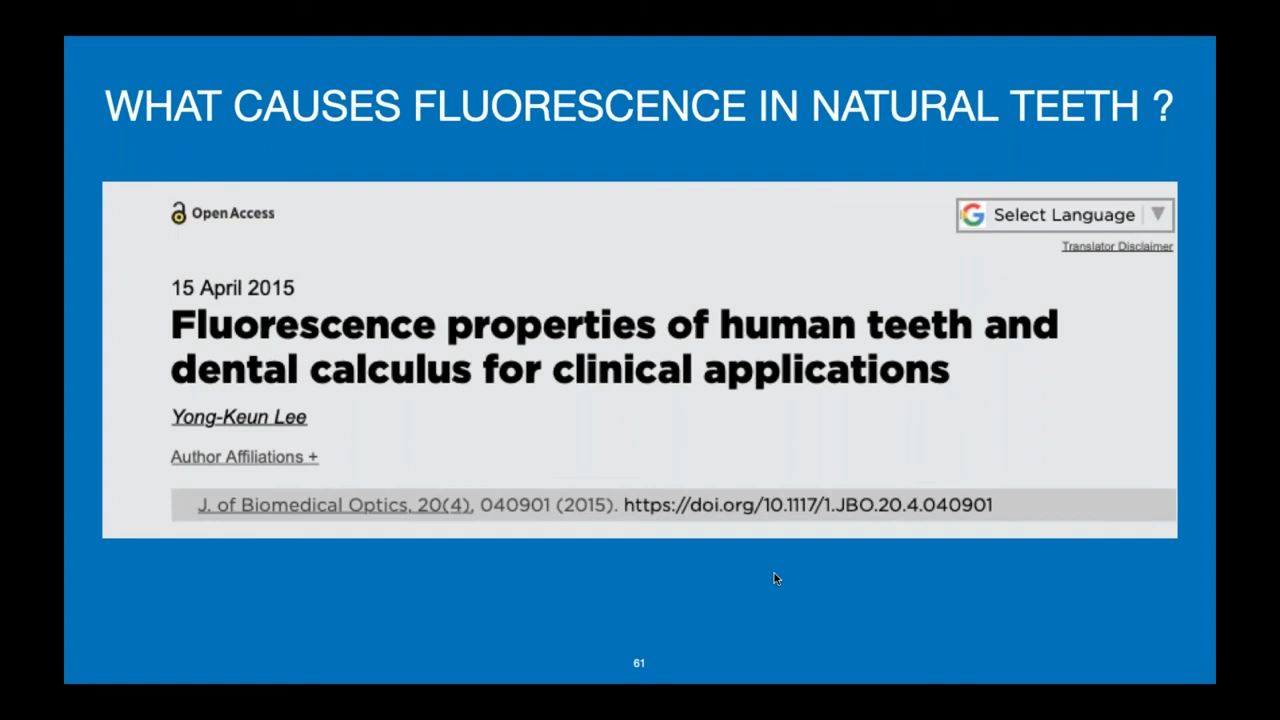 WHAT CAUSES FLUORESCENCE IN NATURAL TEETH ?
Open Access
Select Language
Translator Disclaimer
15 April 2015
Fluorescence properties of human teeth and
dental calculus for clinical applications
Yong-Keun Lee
Author Affiliations +
J. of Biomedical Optics, 20(4), 040901 (2015). https://doi.org/10.1117/1.JBO.20.4.040901
61